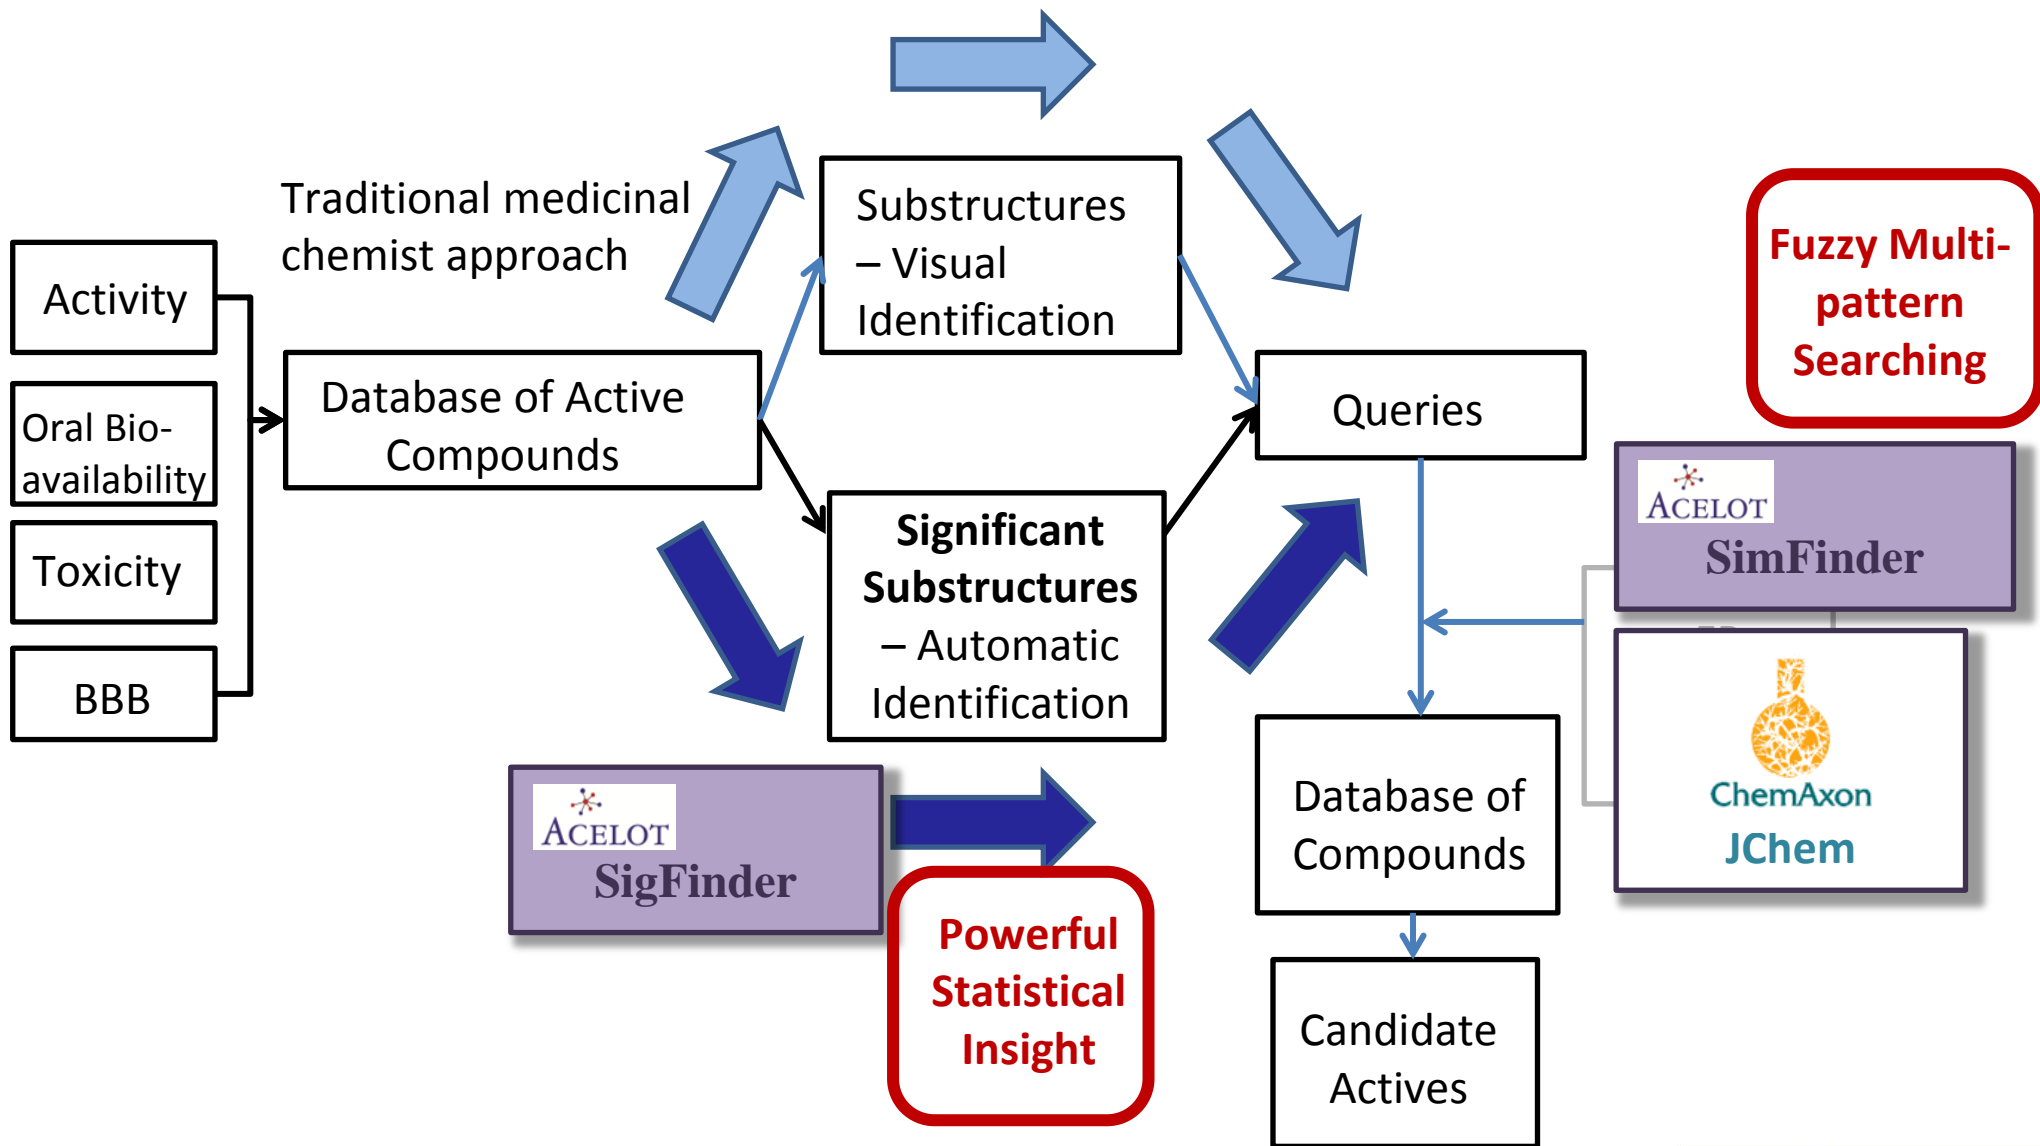 Traditional medicinal
chemist approach
Activity
Oral Bio-
availability
Toxicity
BBB
Database of Active
Compounds
Substructures
– Visual
Identification
Significant
Substructures
– Automatic
Identification
ACELOT
SigFinder
Powerful
Statistical
Insight
Queries
Database of
Compounds
Candidate
Actives
Fuzzy Multi-
pattern
Searching
ACELOT
SimFinder
ChemAxon
JChem